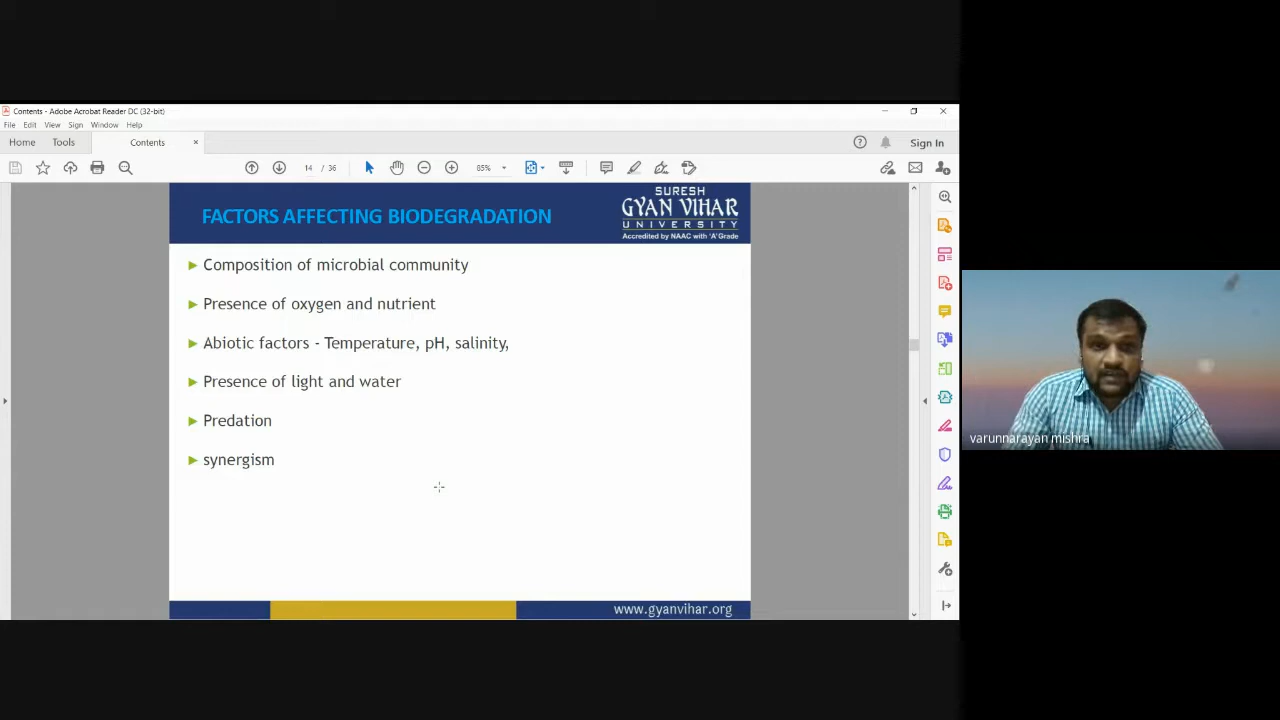 Contents - Adobe Acrobat Reader DC (32-bit)
File Edit View Sign Window Help
Home Tools Contents ×
Sign In
14 / 36
85%
FACTORS AFFECTING BIODEGRADATION
SURESH
GYAN VIHAR
UNIVERSITY
Accredited by NAAC with 'A' Grade
Composition of microbial community
Presence of oxygen and nutrient
Abiotic factors - Temperature, pH, salinity,
Presence of light and water
Predation
synergism
www.gyanvihar.org
varunnarayan mishra